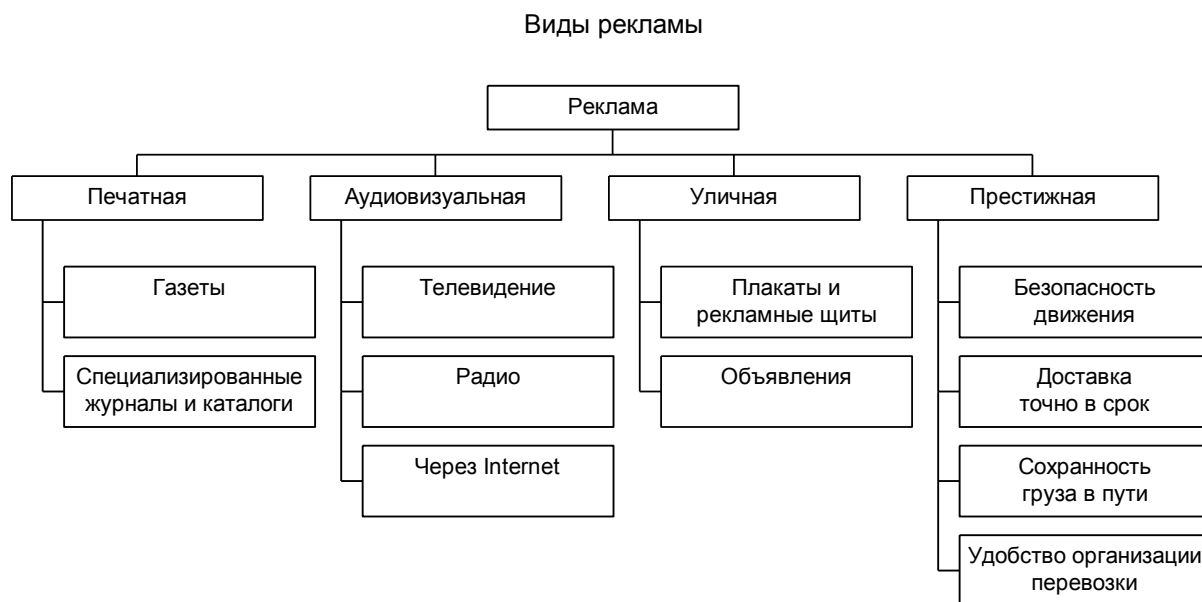 Виды рекламы
Реклама
Печатная
Аудиовизуальная
Уличная
Престижная
Газеты
Специализированные
журналы и каталоги
Телевидение
Радио
Через Internet
Плакаты и
рекламные щиты
Объявления
Безопасность
движения
Доставка
точно в срок
Сохранность
груза в пути
Удобство организации
перевозки